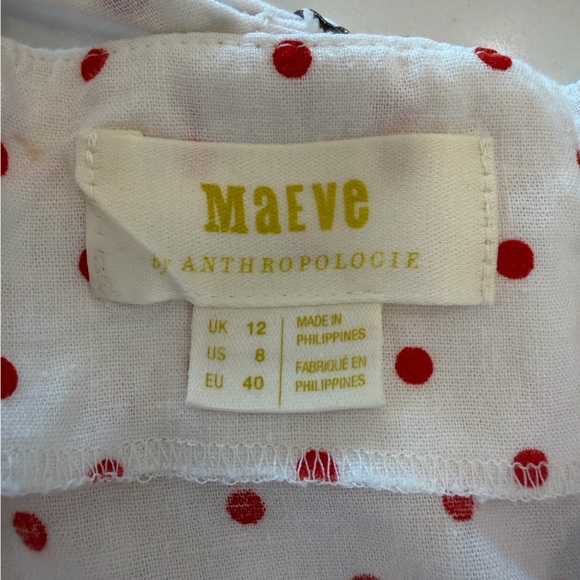 MaEVe
by ANTHROPOLOGIE
UK 12
US 8
EU 40
MADE IN
PHILIPPINES
FABRIQUÉ EN
PHILIPPINES